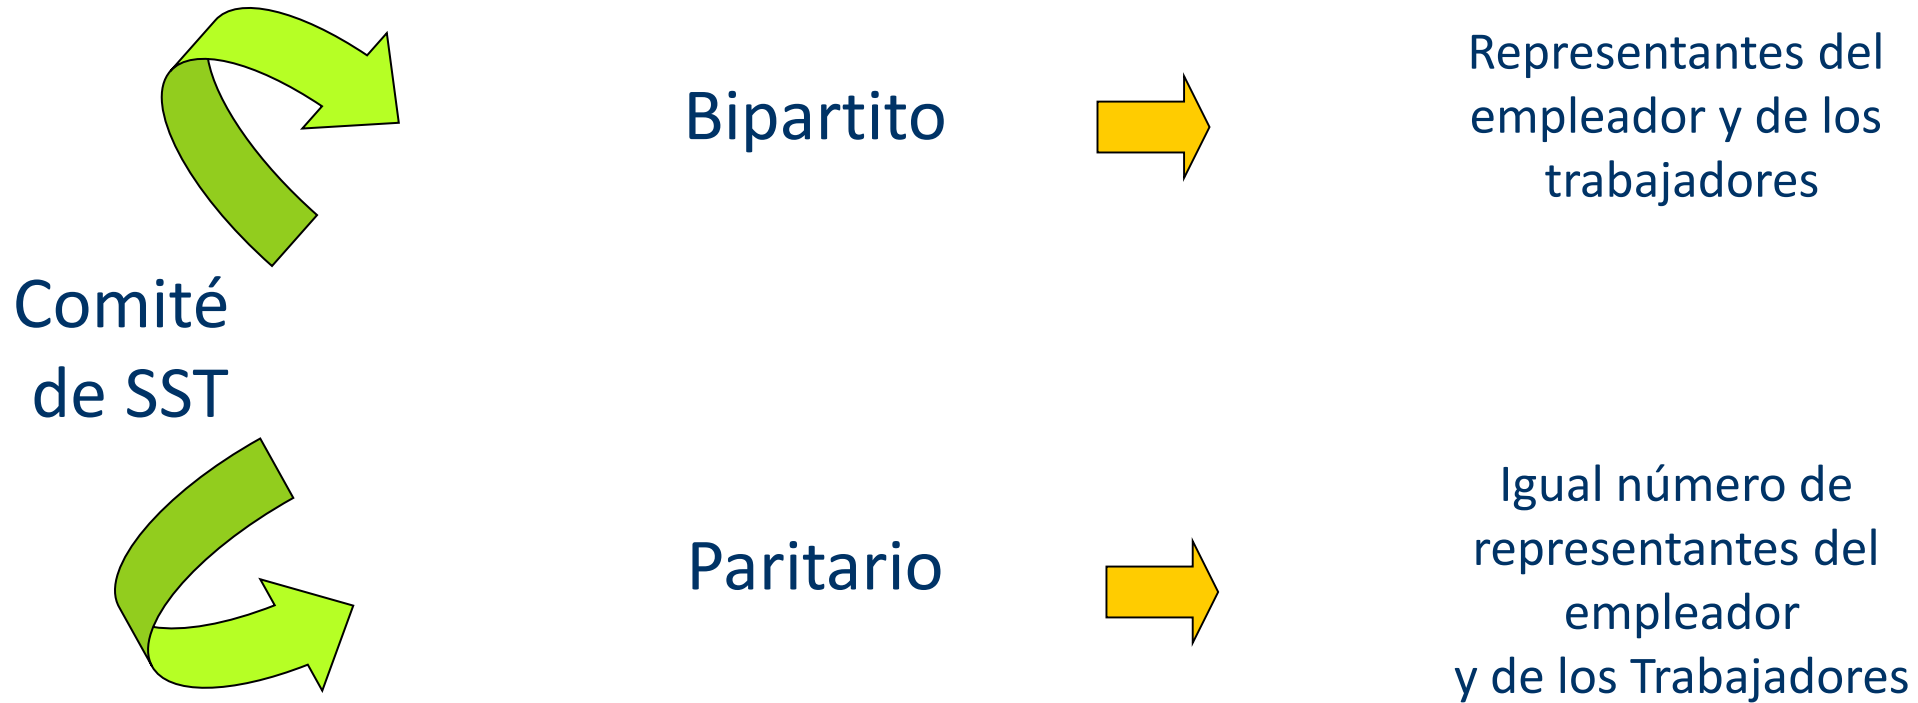 Comité
de SST
Bipartito
Representantes del
empleador y de los
trabajadores
Paritario
Igual número de
representantes del
empleador
y de los Trabajadores